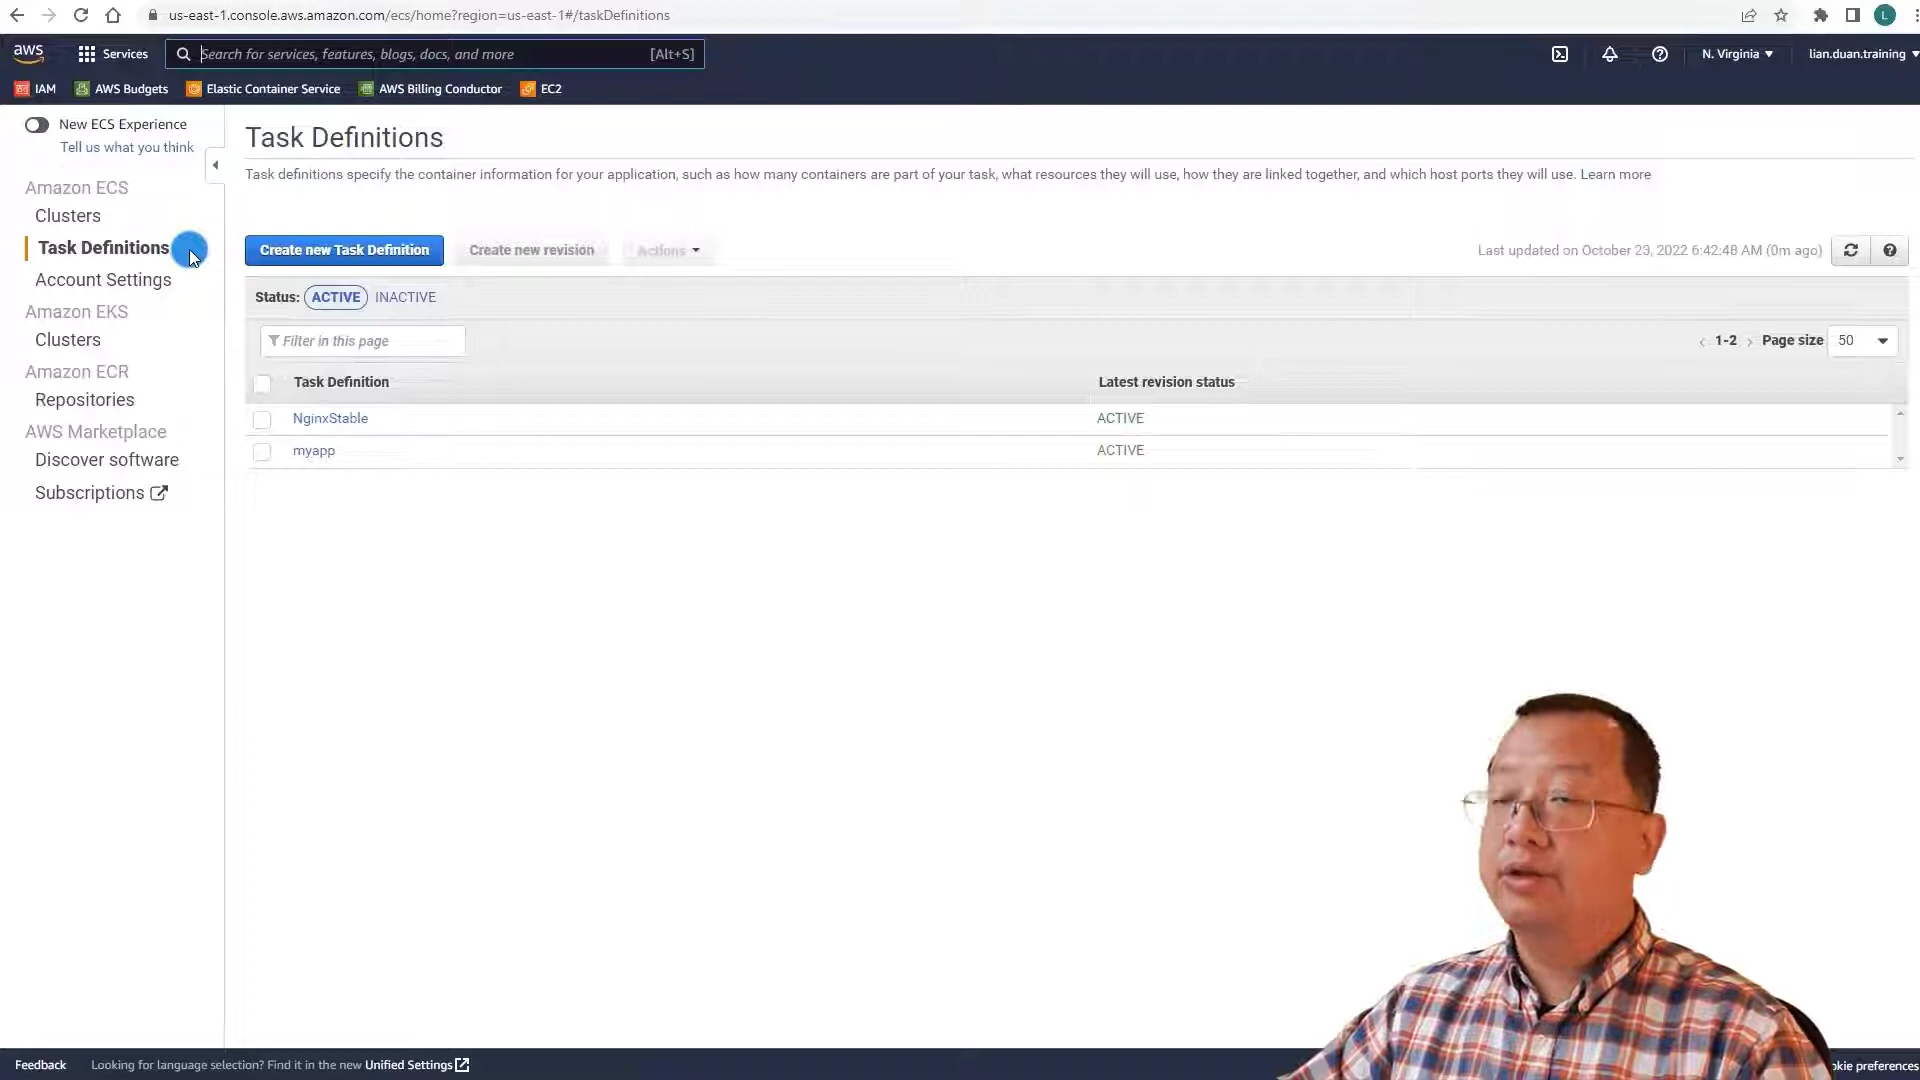 us-east-1.console.aws.amazon.com/ecs/home?region=us-east-1#/taskDefinitions
L
aws
Services
Search for services, features, blogs, docs, and more
[Alt+S]
N. Virginia
lian.duan.training
IAM
AWS Budgets
Elastic Container Service
AWS Billing Conductor
EC2
New ECS Experience
Tell us what you think
Amazon ECS
Clusters
Task Definitions
Account Settings
Amazon EKS
Clusters
Amazon ECR
Repositories
AWS Marketplace
Discover software
Subscriptions
Task Definitions
Task definitions specify the container information for your application, such as how many containers are part of your task, what resources they will use, how they are linked together, and which host ports they will use. Learn more
Create new Task Definition
Create new revision
Actions
Last updated on October 23, 2022 6:42:48 AM (0m ago)
Status: ACTIVE INACTIVE
Filter in this page
1-2
Page size
50
Task Definition
Latest revision status
NginxStable
ACTIVE
myapp
ACTIVE
Feedback
Looking for language selection? Find it in the new Unified Settings
okie preferences